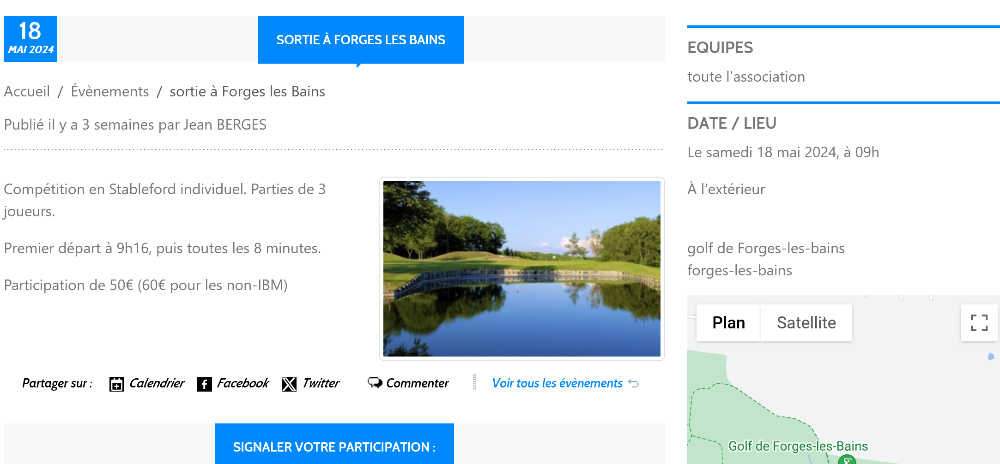 18
MAI 2024
SORTIE À FORGES LES BAINS
Accueil / Évènements / sortie à Forges les Bains
Publié il y a 3 semaines par Jean BERGES
Compétition en Stableford individuel. Parties de 3
joueurs.
Premier départ à 9h16, puis toutes les 8 minutes.
Participation de 50€ (60€ pour les non-IBM)
Partager sur : Calendrier Facebook Twitter Commenter Voir tous les évènements
SIGNALER VOTRE PARTICIPATION :
EQUIPES
toute l'association
DATE / LIEU
Le samedi 18 mai 2024, à 09h
À l'extérieur
golf de Forges-les-bains
forges-les-bains
Plan Satellite
Golf de Forges-les-Bains